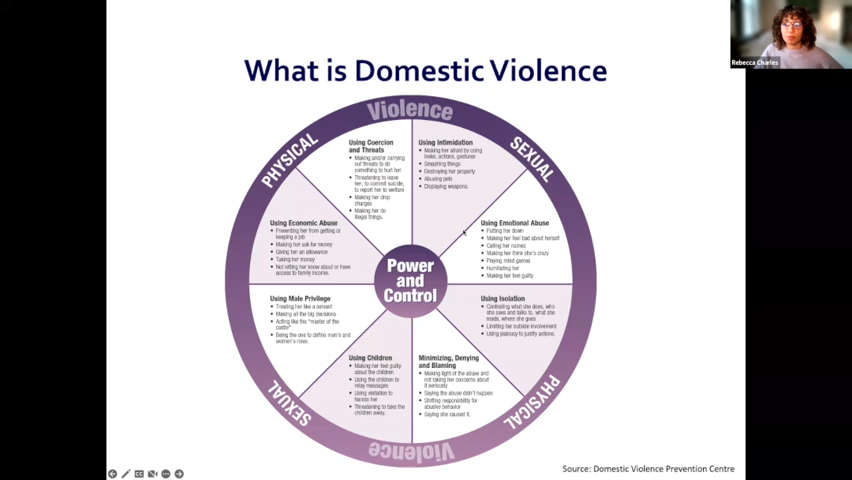 Rebecca Charles
What is Domestic Violence
Violence
PHYSICAL
SEXUAL
Using Coercion
and Threats
• Making and/or carrying
out threats to do
something to hurt her
• Threatening to leave
her, to commit suicide,
to report her to welfare
• Making her drop
charges
• Making her do
illegal things.
Using Intimidation
• Making her afraid by using
looks, actions, gestures
• Smashing things
• Destroying her property
• Abusing pets
• Displaying weapons.
Using Economic Abuse
• Preventing her from getting or
keeping a job
• Making her ask for money
• Giving her an allowance
• Taking her money
• Not letting her know about or have
access to family income.
Using Emotional Abuse
• Putting her down
• Making her feel bad about herself
• Calling her names
• Making her think she's crazy
• Playing mind games
• Humiliating her
• Making her feel guilty
Power
and
Control
Using Male Privilege
• Treating her like a servant
• Making all the big decisions
• Acting like the "master of the
castle"
• Being the one to define men's and
women's roles.
Using Isolation
• Controlling what she does, who
she sees and talks to, what she
reads, where she goes
• Limiting her outside involvement
• Using jealousy to justify actions.
Using Children
• Making her feel guilty
about the children
• Using the children to
relay messages
• Using visitation to
harass her
• Threatening to take the
children away.
Minimizing, Denying
and Blaming
• Making light of the abuse and
not taking her concerns about
it seriously
• Saying the abuse didn't happen
• Shifting responsibility for
abusive behavior
• Saying she caused it.
SEXUAL
PHYSICAL
Violence
Source: Domestic Violence Prevention Centre